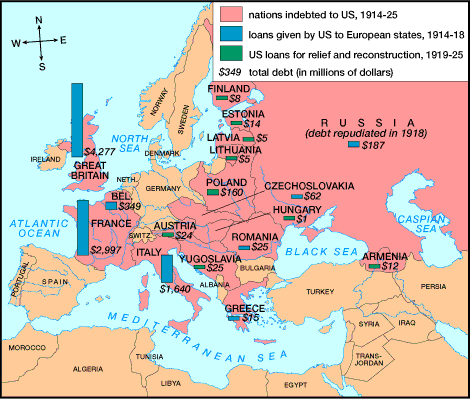 nations indebted to US, 1914-25
loans given by US to European states, 1914-18
US loans for relief and reconstruction, 1919-25
$349 total debt (in millions of dollars)
N
W
E
S
NORWAY
SWEDEN
FINLAND
$8
ESTONIA
$14
LATVIA
$5
LITHUANIA
$5
RUSSIA
(debt repudiated in 1918)
$187
NORTH
SEA
DENMARK
IRELAND
$4,277
GREAT
BRITAIN
NETH.
BEL.
$349
GERMANY
POLAND
$160
CZECHOSLOVAKIA
$62
HUNGARY
$1
ATLANTIC
OCEAN
FRANCE
$2,997
SWITZ.
AUSTRIA
$24
ROMANIA
$25
CASPIAN
SEA
BLACK SEA
ITALY
$1,640
YUGOSLAVIA
$25
BULGARIA
ARMENIA
$12
PORTUGAL
SPAIN
ALBANIA
TURKEY
PERSIA
GREECE
$15
MEDITERRANEAN SEA
SYRIA
IRAQ
MOROCCO
ALGERIA
TUNISIA
LIBYA
EGYPT
TRANS-
JORDAN